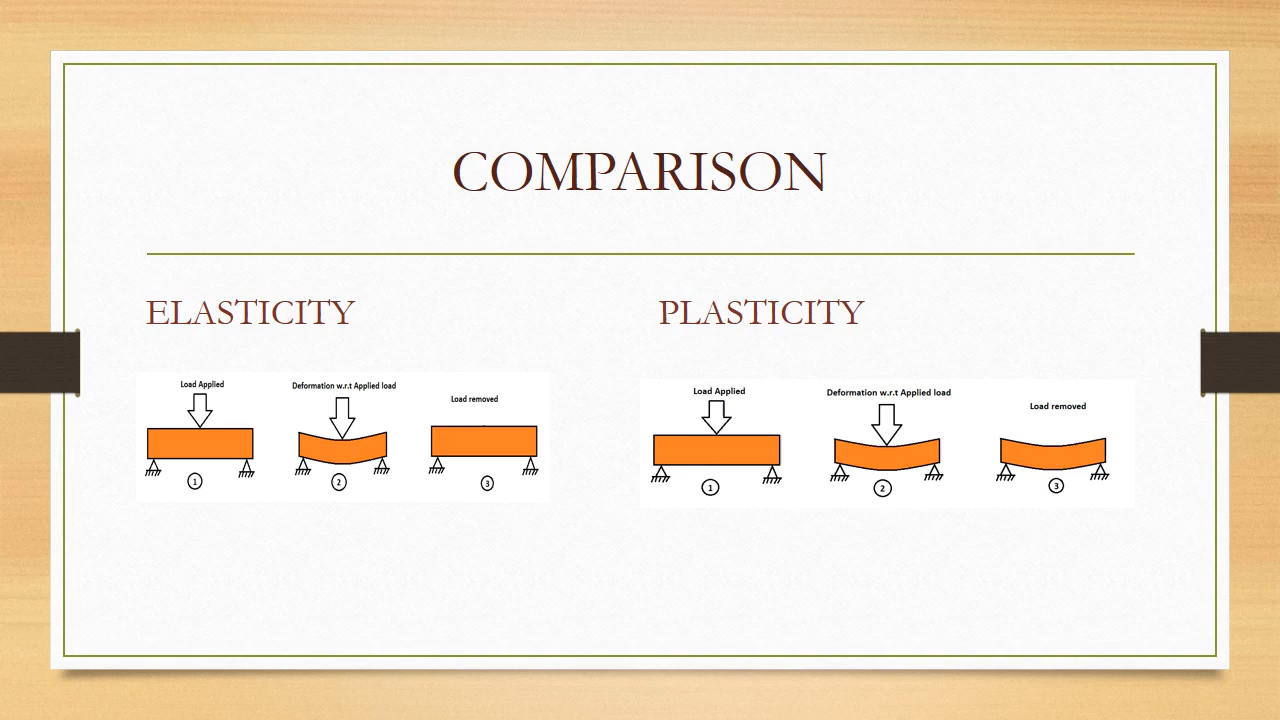 COMPARISON
ELASTICITY
Load Applied
Deformation w.r.t Applied load
Load removed
1
2
3
PLASTICITY
Load Applied
Deformation w.r.t Applied load
Load removed
1
2
3